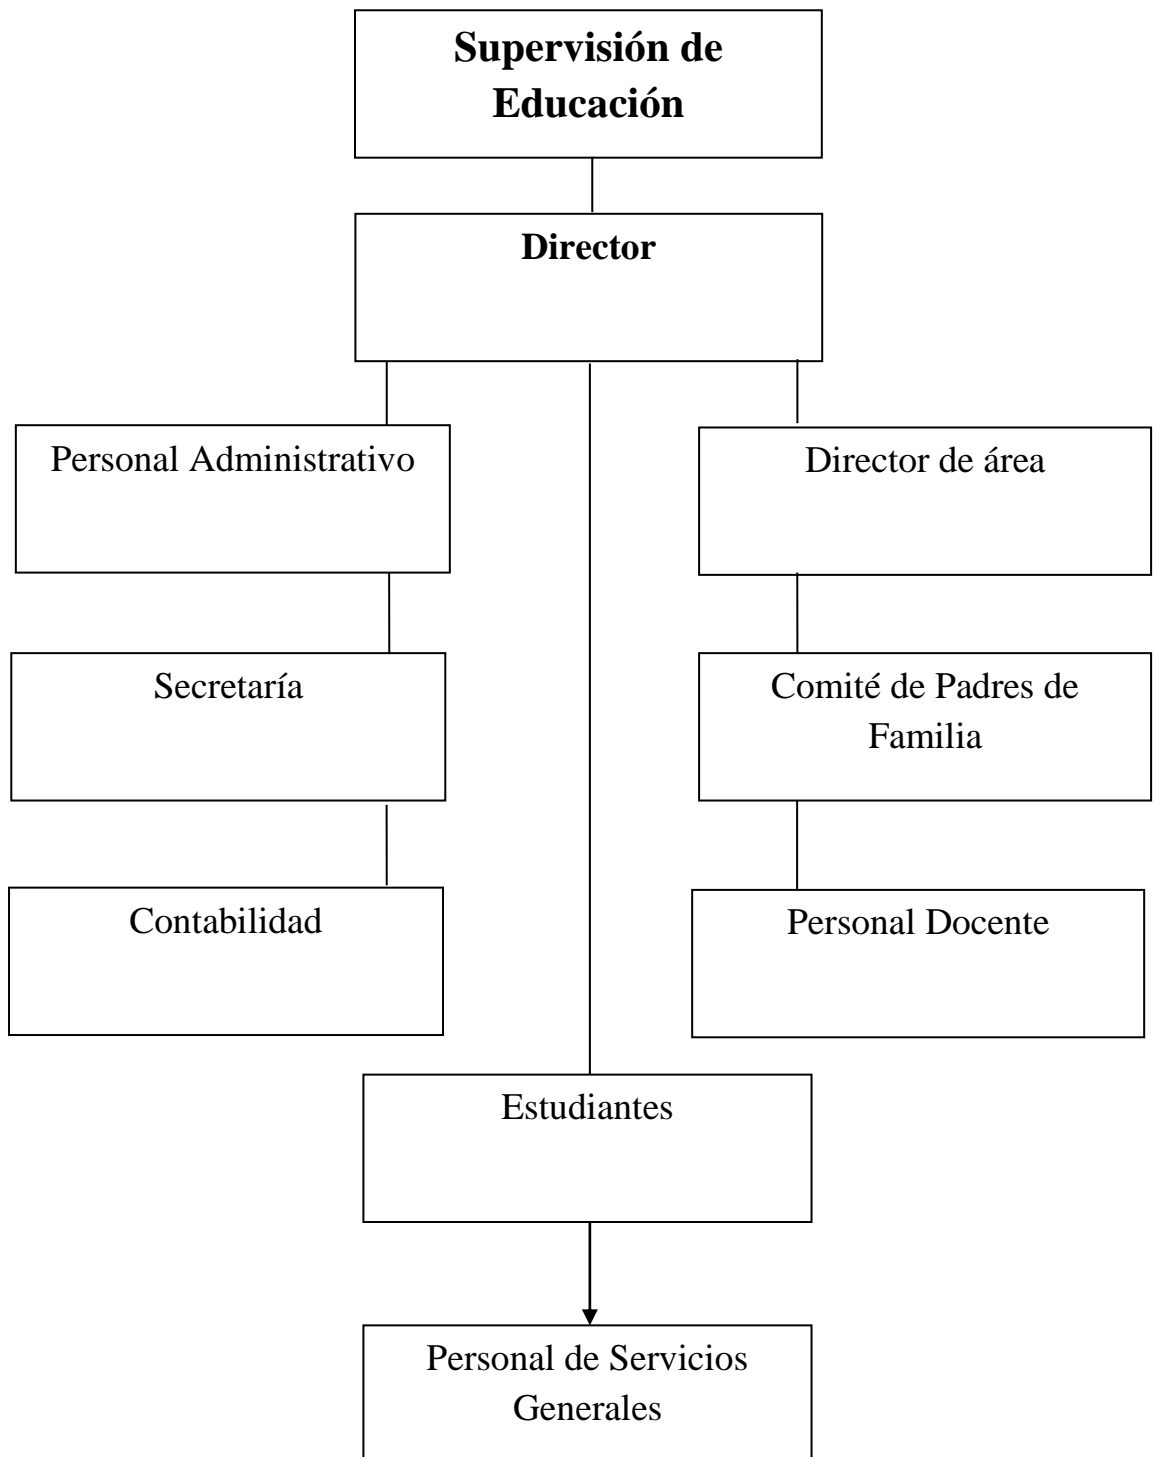 Supervisión de
Educación
Director
Personal Administrativo
Director de área
Secretaría
Comité de Padres de
Familia
Contabilidad
Personal Docente
Estudiantes
Personal de Servicios
Generales